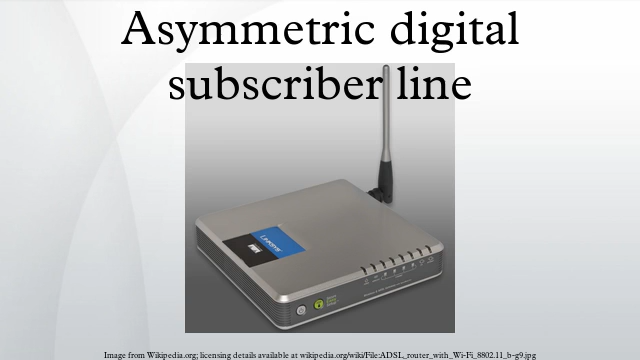 Asymmetric digital
subscriber line
Linksys
Image from Wikipedia.org; licensing details available at wikipedia.org/wiki/File:ADSL_router_with_Wi-Fi_8802.11_b-g9.jpg